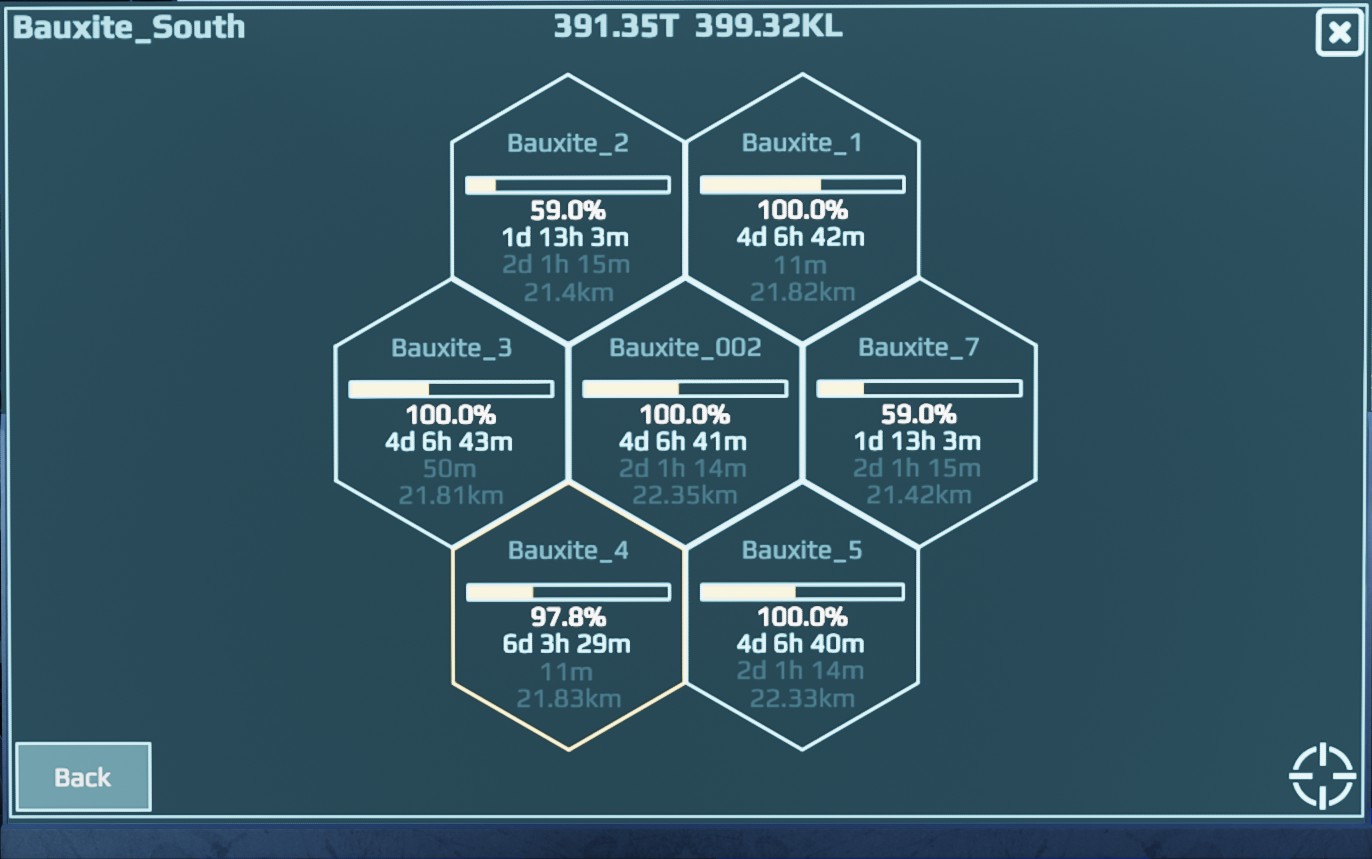 Bauxite_South
391.35T 399.32KL
Bauxite_2
59.0%
1d 13h 3m
2d 1h 15m
21.4km
Bauxite_1
100.0%
4d 6h 42m
11m
21.82km
Bauxite_3
100.0%
4d 6h 43m
50m
21.81km
Bauxite_002
100.0%
4d 6h 41m
2d 1h 14m
22.35km
Bauxite_7
59.0%
1d 13h 3m
2d 1h 15m
21.42km
Bauxite_4
97.8%
6d 3h 29m
11m
21.83km
Bauxite_5
100.0%
4d 6h 40m
2d 1h 14m
22.33km
Back